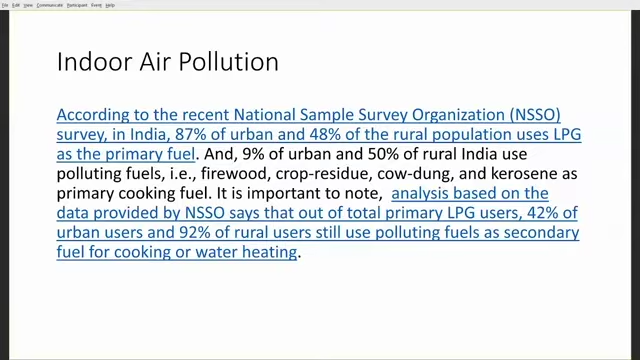 File Edit View Communicate Participant Event Help
Indoor Air Pollution
According to the recent National Sample Survey Organization (NSSO)
survey, in India, 87% of urban and 48% of the rural population uses LPG
as the primary fuel. And, 9% of urban and 50% of rural India use
polluting fuels, i.e., firewood, crop-residue, cow-dung, and kerosene as
primary cooking fuel. It is important to note, analysis based on the
data provided by NSSO says that out of total primary LPG users, 42% of
urban users and 92% of rural users still use polluting fuels as secondary
fuel for cooking or water heating.